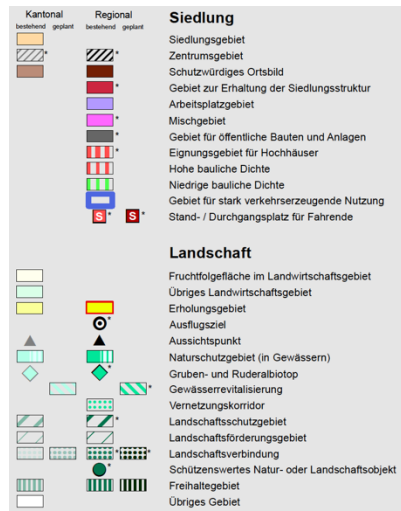 Kantonal Regional Siedlung
bestehend geplant bestehend geplant
Siedlungsgebiet
* * Zentrumsgebiet
Schutzwürdiges Ortsbild
* Gebiet zur Erhaltung der Siedlungsstruktur
Arbeitsplatzgebiet
* Mischgebiet
* Gebiet für öffentliche Bauten und Anlagen
* Eignungsgebiet für Hochhäuser
Hohe bauliche Dichte
Niedrige bauliche Dichte
Gebiet für stark verkehrserzeugende Nutzung
S * S * Stand- / Durchgangsplatz für Fahrende
Landschaft
Fruchtfolgefläche im Landwirtschaftsgebiet
Übriges Landwirtschaftsgebiet
Erholungsgebiet
* Ausflugsziel
Aussichtspunkt
Naturschutzgebiet (in Gewässern)
* Gruben- und Ruderalbiotop
* Gewässerrevitalisierung
Vernetzungskorridor
* Landschaftsschutzgebiet
Landschaftsförderungsgebiet
* * Landschaftsverbindung
* Schützenswertes Natur- oder Landschaftsobjekt
Freihaltegebiet
Übriges Gebiet